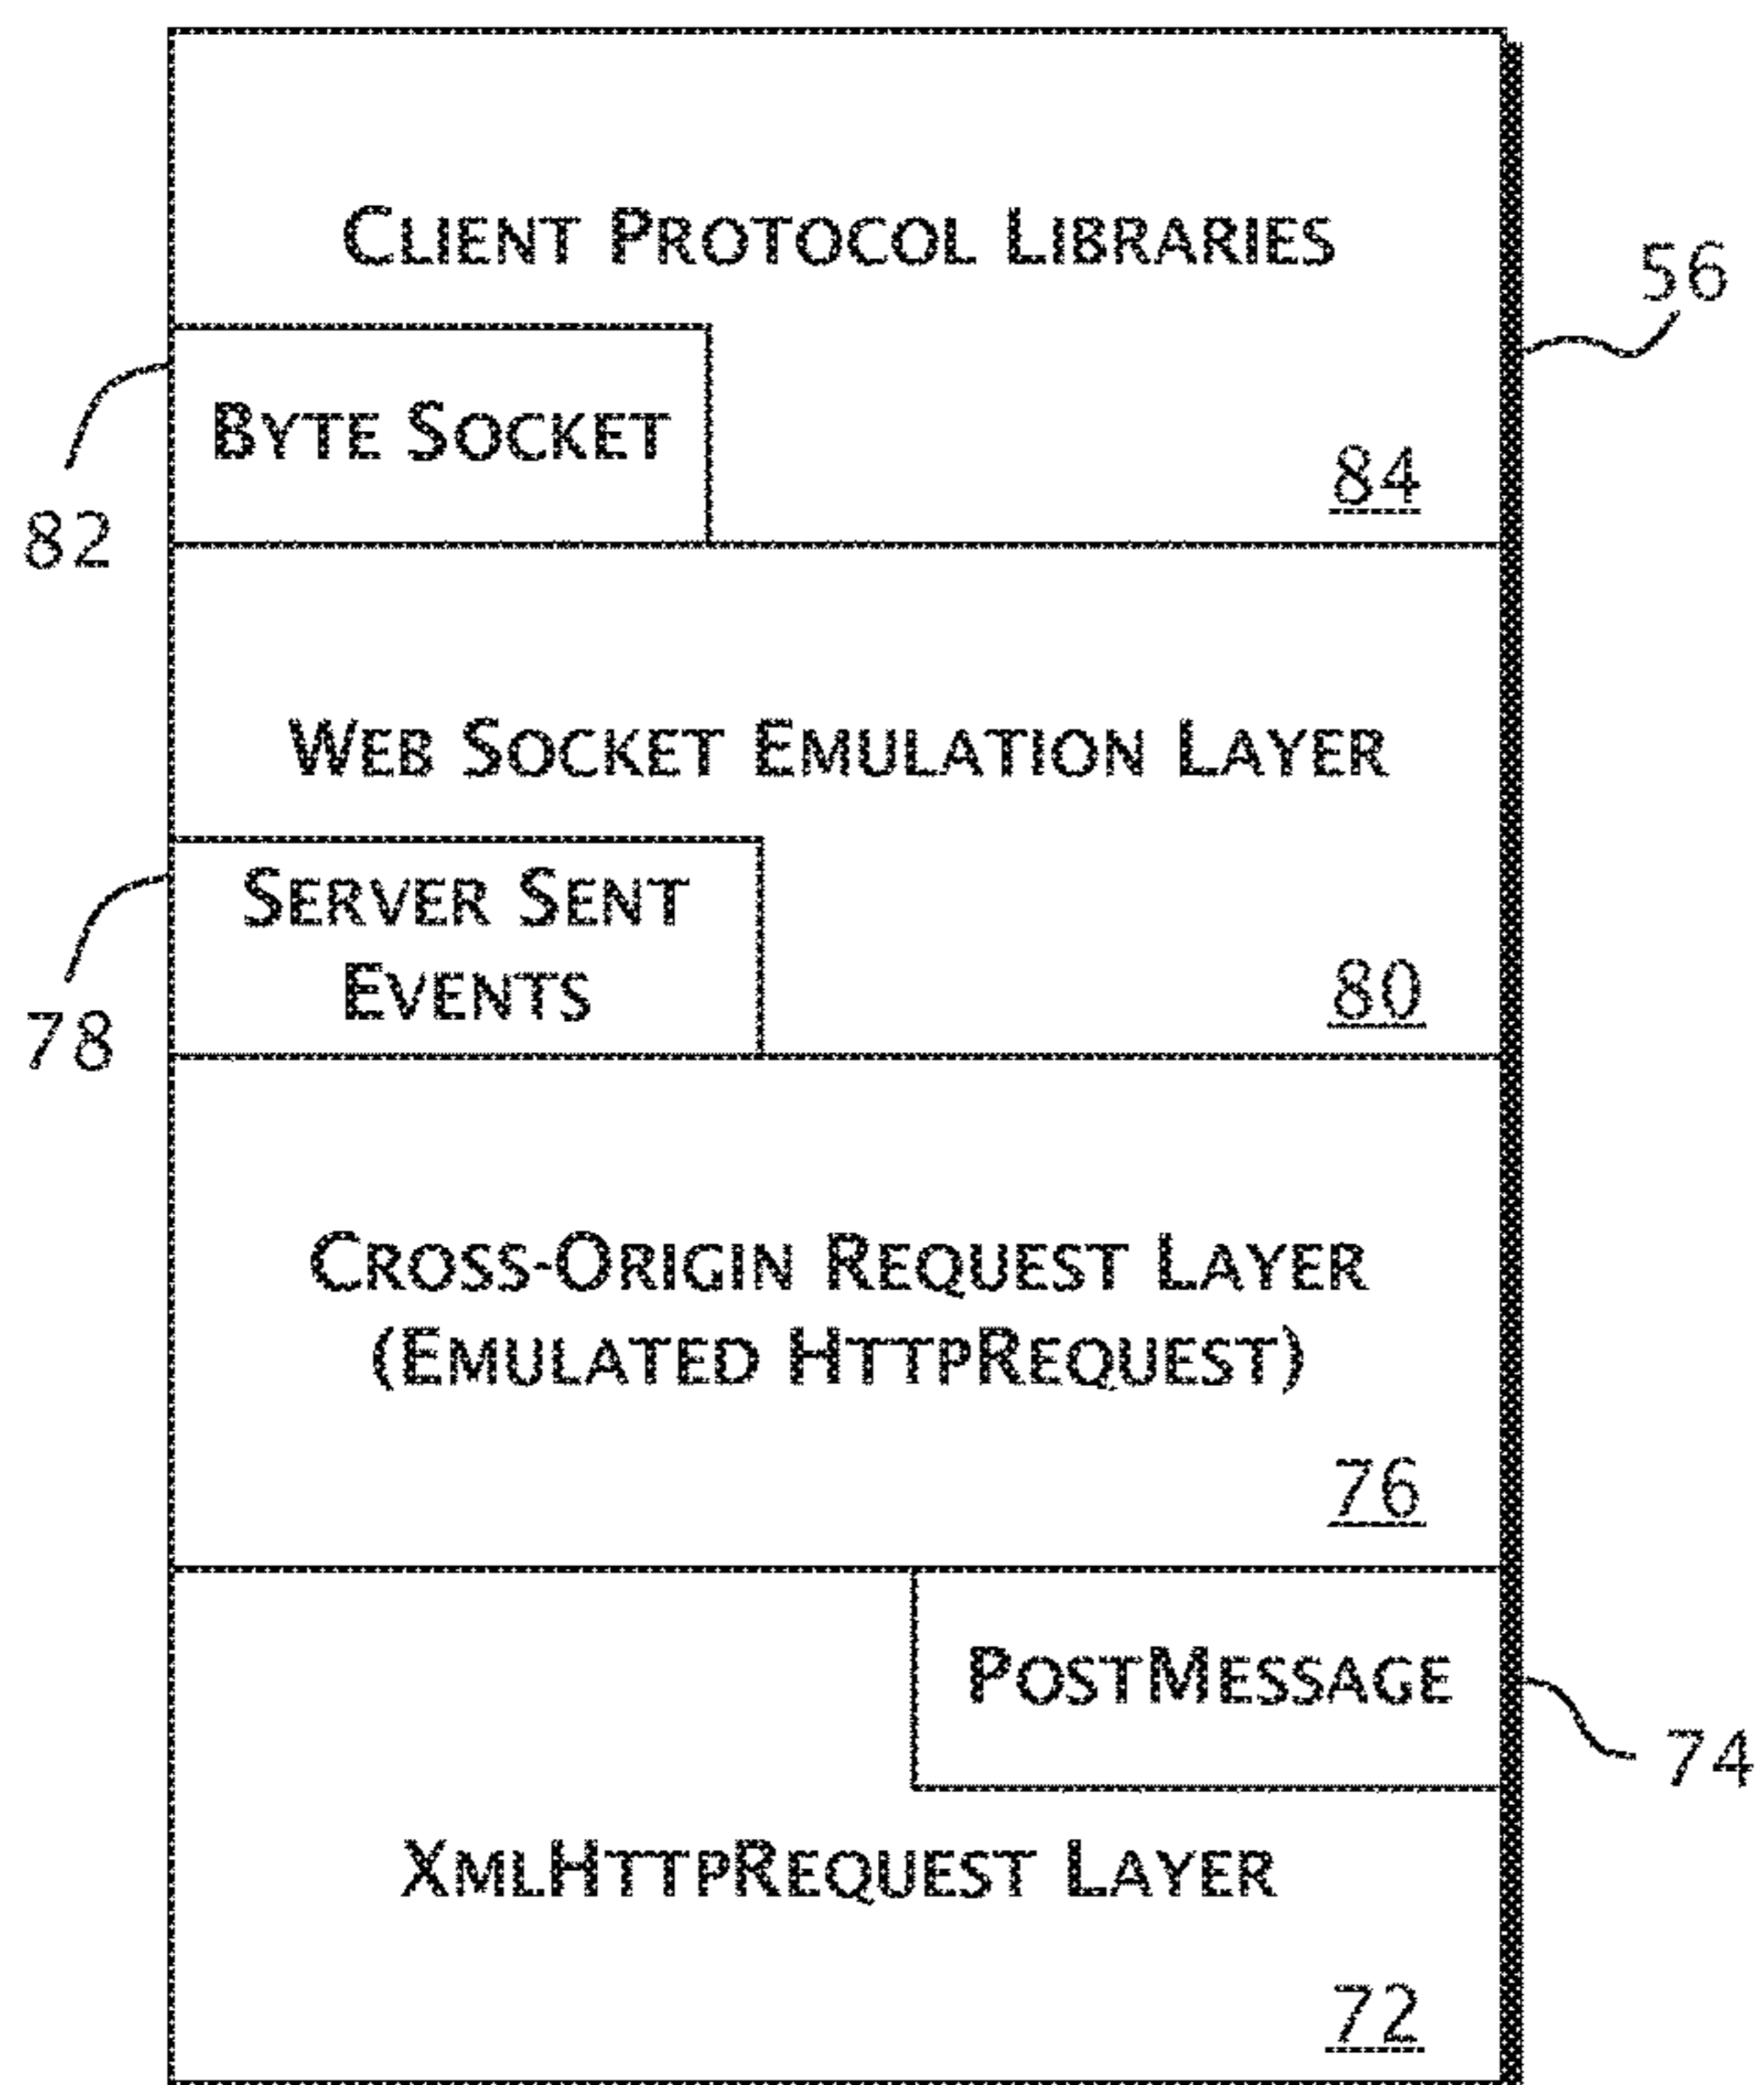 CLIENT PROTOCOL LIBRARIES
56
BYTE SOCKET
84
82
WEB SOCKET EMULATION LAYER
SERVER SENT
EVENTS
80
78
CROSS-ORIGIN REQUEST LAYER
(EMULATED HTTPREQUEST)
76
POSTMESSAGE
74
XMLHTTPREQUEST LAYER
72